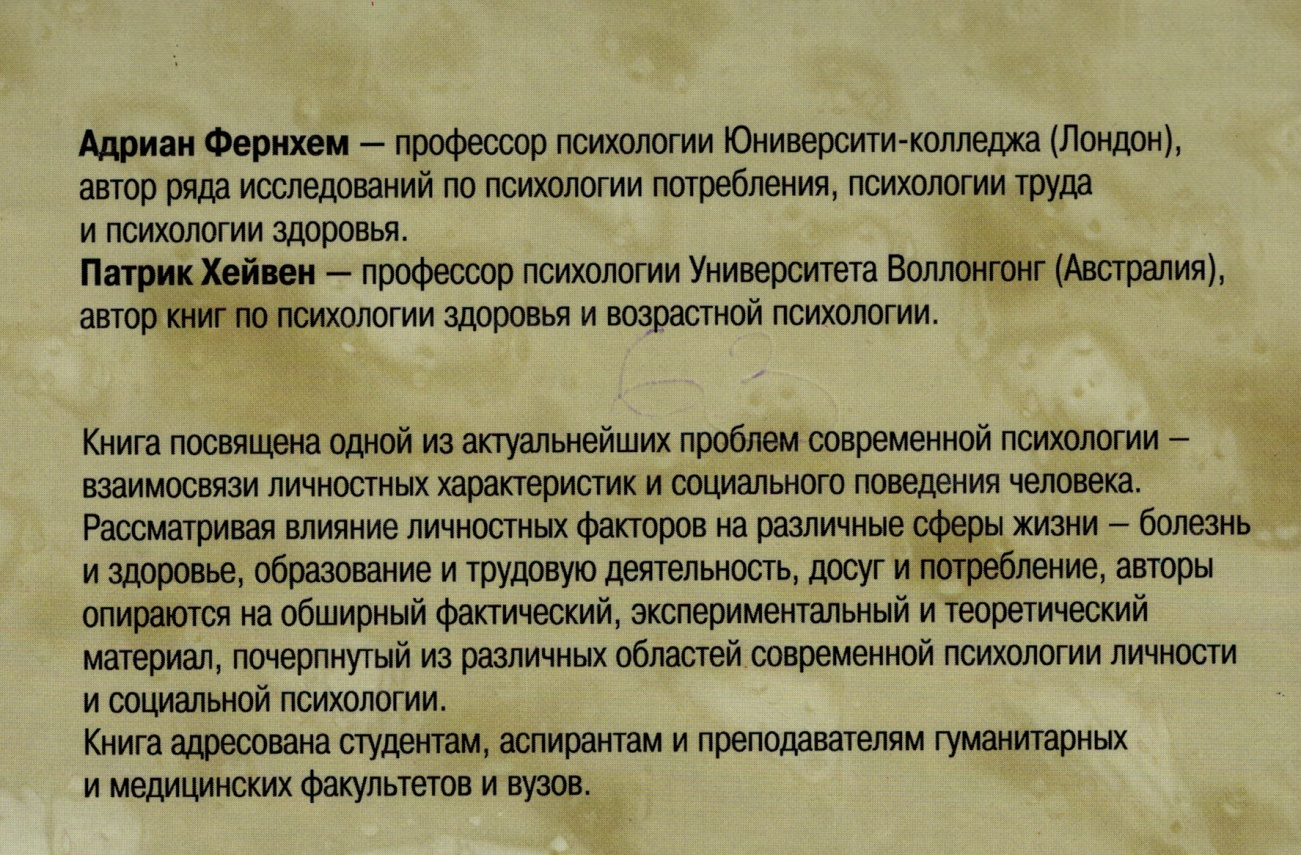 Адриан Фернхем – профессор психологии Юниверсити-колледжа (Лондон),
автор ряда исследований по психологии потребления, психологии труда
и психологии здоровья.
Патрик Хейвен – профессор психологии Университета Воллонгонг (Австралия),
автор книг по психологии здоровья и возрастной психологии.
Книга посвящена одной из актуальнейших проблем современной психологии –
взаимосвязи личностных характеристик и социального поведения человека.
Рассматривая влияние личностных факторов на различные сферы жизни – болезнь
и здоровье, образование и трудовую деятельность, досуг и потребление, авторы
опираются на обширный фактический, экспериментальный и теоретический
материал, почерпнутый из различных областей современной психологии личности
и социальной психологии.
Книга адресована студентам, аспирантам и преподавателям гуманитарных
и медицинских факультетов и вузов.